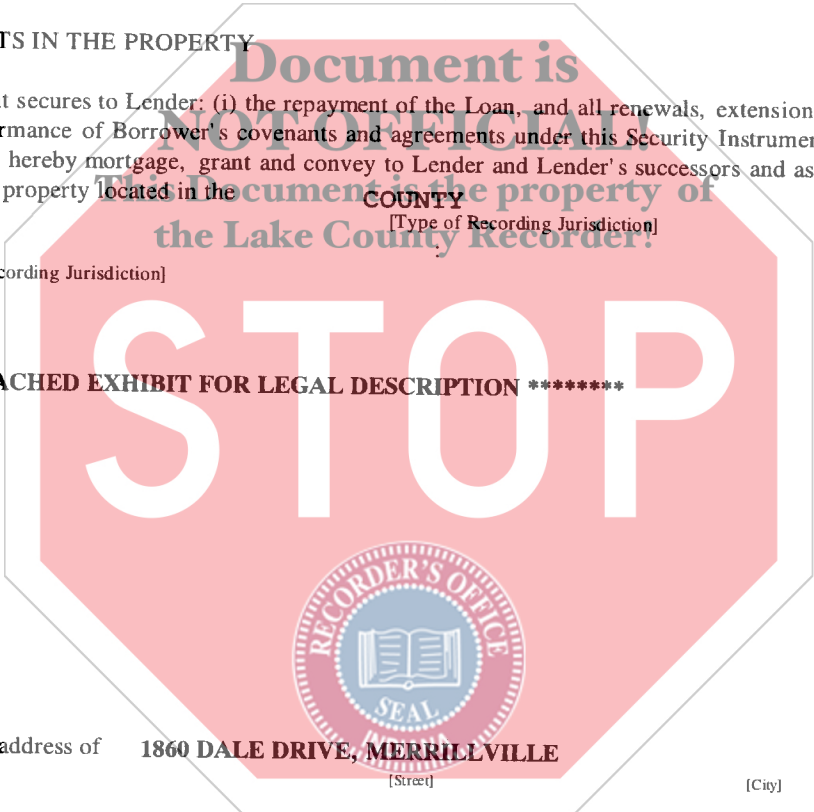 TS IN THE PROPERTY
Document is
t secures to Lender: (i) the repayment of the Loan, and all renewals, extension
NOT OFFICIAL!
rmance of Borrower's covenants and agreements under this Security Instrumen
hereby mortgage, grant and convey to Lender and Lender's successors and as
property located in the COUNTY
This Document is the property of
[Type of Recording Jurisdiction]
the Lake County Recorder!
:
cording Jurisdiction]
STOP
ACHED EXHIBIT FOR LEGAL DESCRIPTION ********
RECORDER'S OFFICE
SEAL
INDIANA
address of 1860 DALE DRIVE, MERRILLVILLE
[Street] [City]